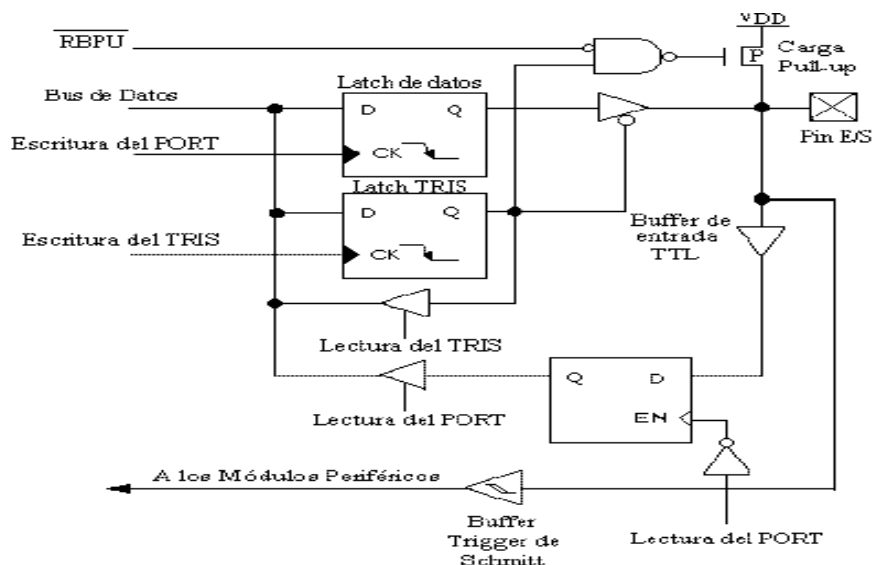 VDD
RBPU
P
Carga
Pull-up
Latch de datos
Bus de Datos
D Q
Pin E/S
Escritura del PORT
CK
Latch TRIS
D Q
Buffer de
entrada
TTL
Escritura del TRIS
CK
Lectura del TRIS
Q D
Lectura del PORT
EN
A los Módulos Periféricos
Buffer
Trigger de
Schmitt
Lectura del PORT